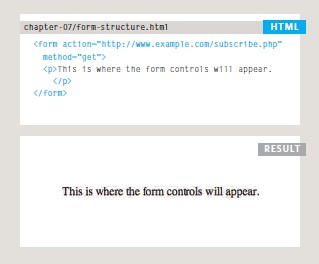 chapter-07/form-structure.html HTML
<form action="http://www.example.com/subscribe.php"
method="get">
<p>This is where the form controls will appear.
</p>
</form>
RESULT
This is where the form controls will appear.